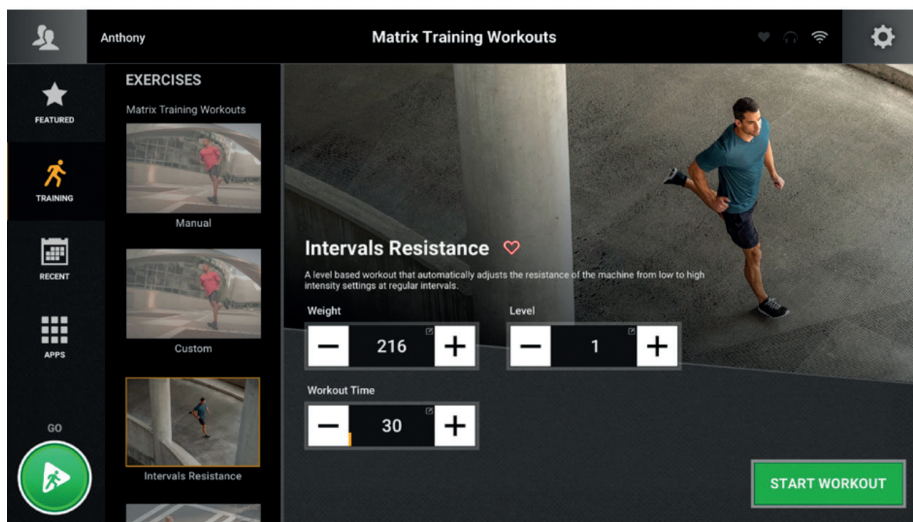 Anthony
Matrix Training Workouts
FEATURED
TRAINING
RECENT
APPS
GO
EXERCISES
Matrix Training Workouts
Manual
Custom
Intervals Resistance
Intervals Resistance
A level based workout that automatically adjusts the resistance of the machine from low to high
intensity settings at regular intervals.
Weight
Level
216
1
Workout Time
30
START WORKOUT